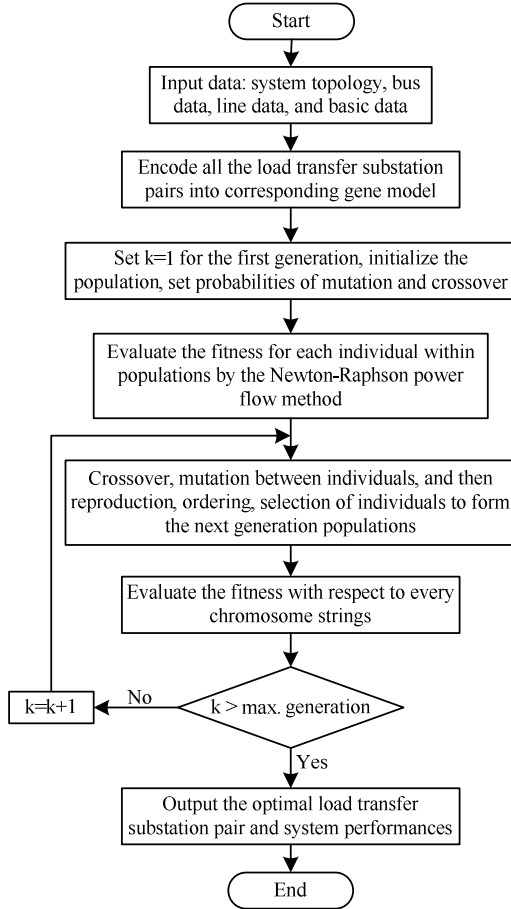 Start
Input data: system topology, bus
data, line data, and basic data
Encode all the load transfer substation
pairs into corresponding gene model
Set k=1 for the first generation, initialize the
population, set probabilities of mutation and crossover
Evaluate the fitness for each individual within
populations by the Newton-Raphson power
flow method
Crossover, mutation between individuals, and then
reproduction, ordering, selection of individuals to form
the next generation populations
Evaluate the fitness with respect to every
chromosome strings
k > max. generation
No
k=k+1
Yes
Output the optimal load transfer
substation pair and system performances
End